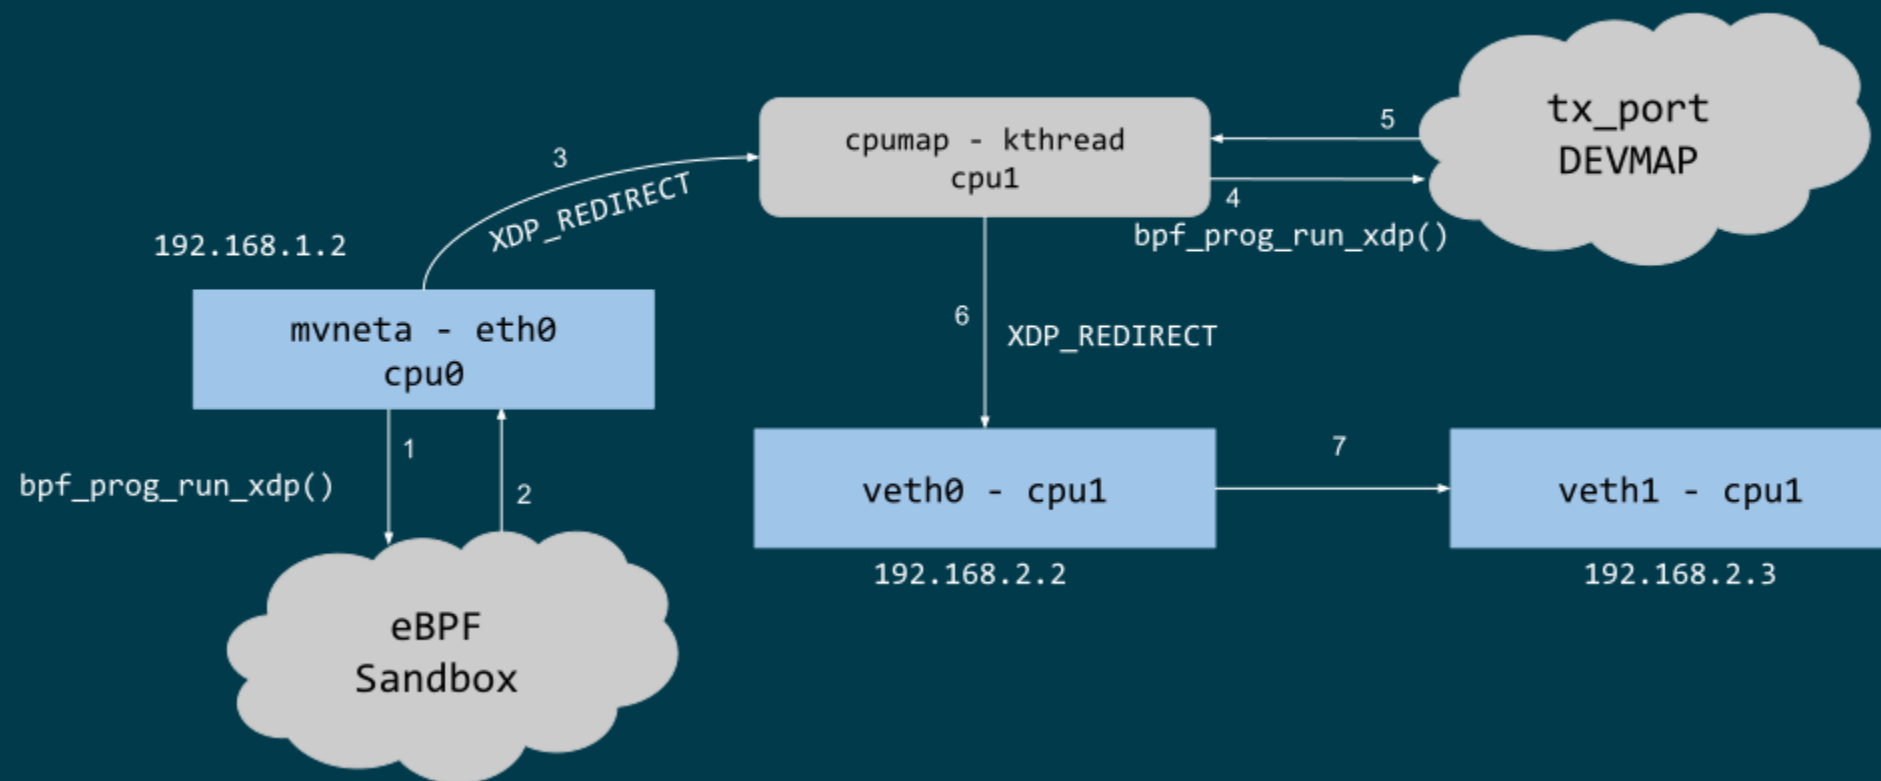 tx_port
DEVMAP
5
cpumap - kthread
cpu1
4
bpf_prog_run_xdp()
3
XDP_REDIRECT
192.168.1.2
mvneta - eth0
cpu0
6
XDP_REDIRECT
1
bpf_prog_run_xdp()
2
7
veth0 - cpu1
veth1 - cpu1
192.168.2.2
192.168.2.3
eBPF
Sandbox